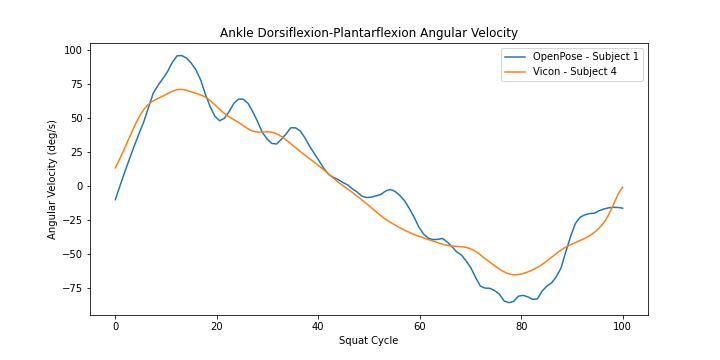 Ankle Dorsiflexion-Plantarflexion Angular Velocity
OpenPose - Subject 1
Vicon - Subject 4
Angular Velocity (deg/s)
100
75
50
25
0
−25
−50
−75
0 20 40 60 80 100
Squat Cycle